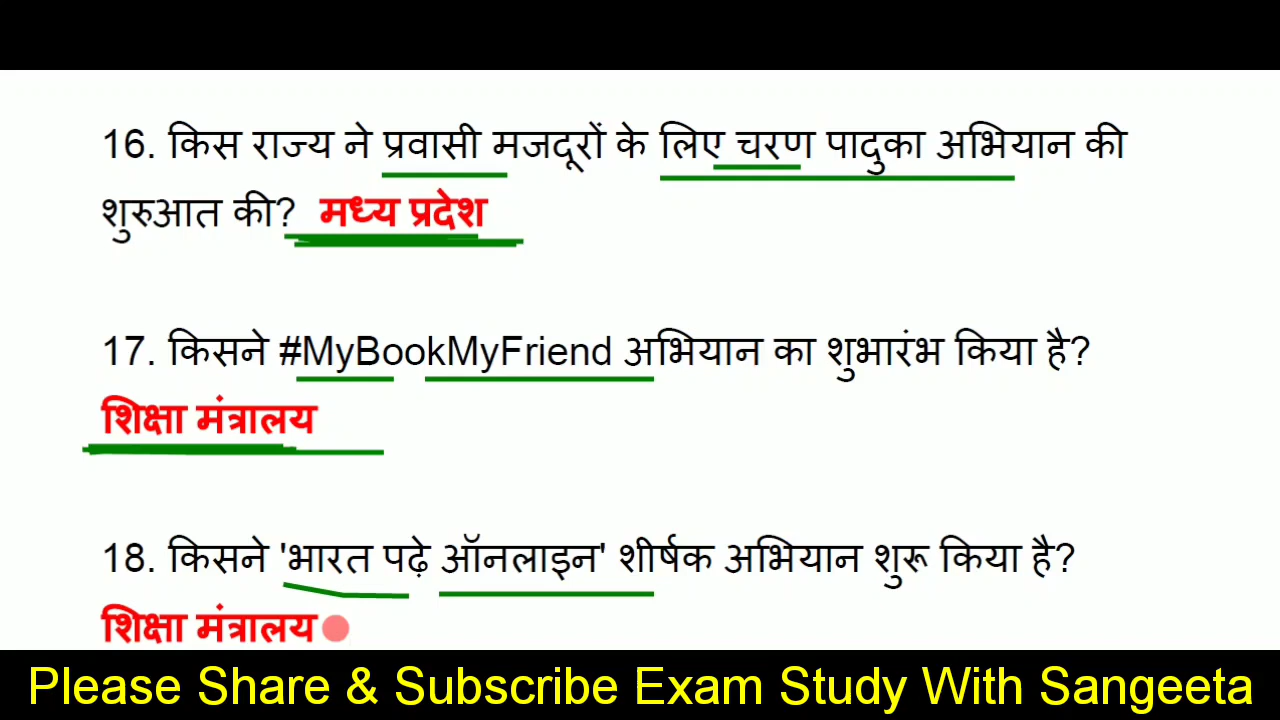 16. किस राज्य ने प्रवासी मजदूरों के लिए चरण पादुका अभियान की
शुरुआत की? मध्य प्रदेश
17. किसने #MyBookMyFriend अभियान का शुभारंभ किया है?
शिक्षा मंत्रालय
18. किसने 'भारत पढ़े ऑनलाइन' शीर्षक अभियान शुरू किया है?
शिक्षा मंत्रालय
Please Share & Subscribe Exam Study With Sangeeta